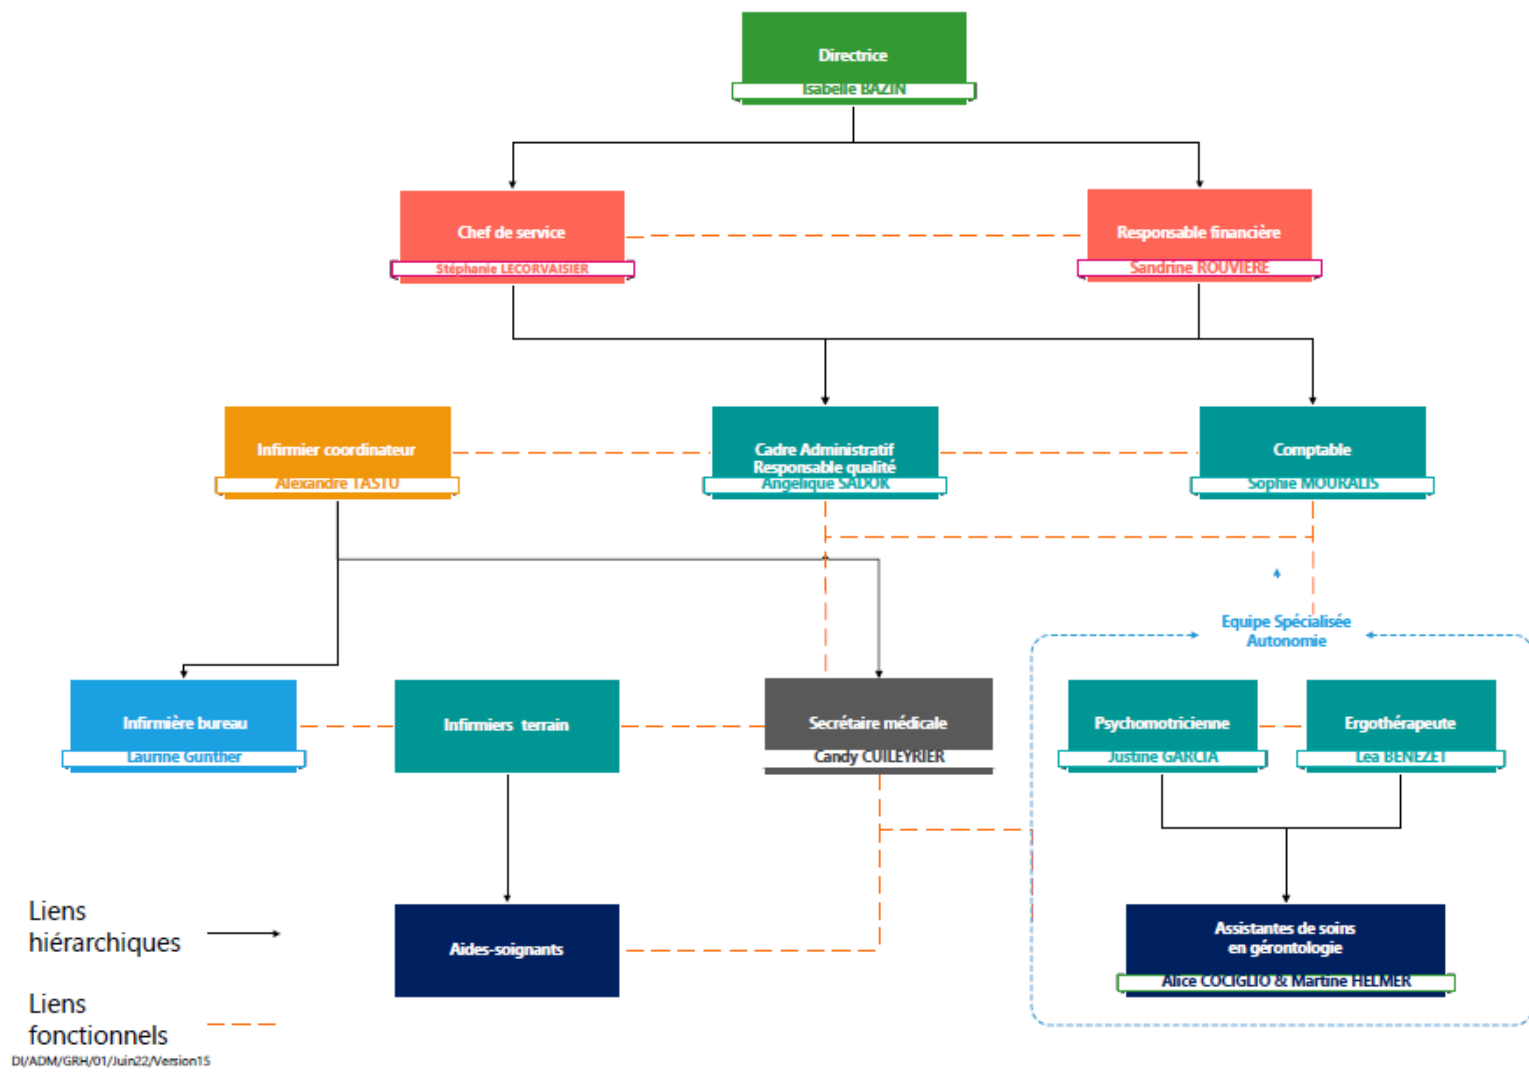 Directrice
Isabelle BAZIN
Chef de service
Stéphanie LECORVAISIER
Responsable financière
Sandrine ROUVIERE
Infirmier coordinateur
Alexandre TASTU
Cadre Administratif
Responsable qualité
Angélique SADOK
Comptable
Sophie MOURALIS
Equipe Spécialisée
Autonomie
Infirmière bureau
Laurine Gunther
Infirmiers terrain
Secrétaire médicale
Candy CUILEYRIER
Psychomotricienne
Justine GARCIA
Ergothérapeute
Lea BENEZET
Aides-soignants
Assistantes de soins
en gérontologie
Alice COCIGLIO & Martine HELMER
Liens
hiérarchiques
Liens
fonctionnels
DI/ADM/GRH/01/Juin22/Version15